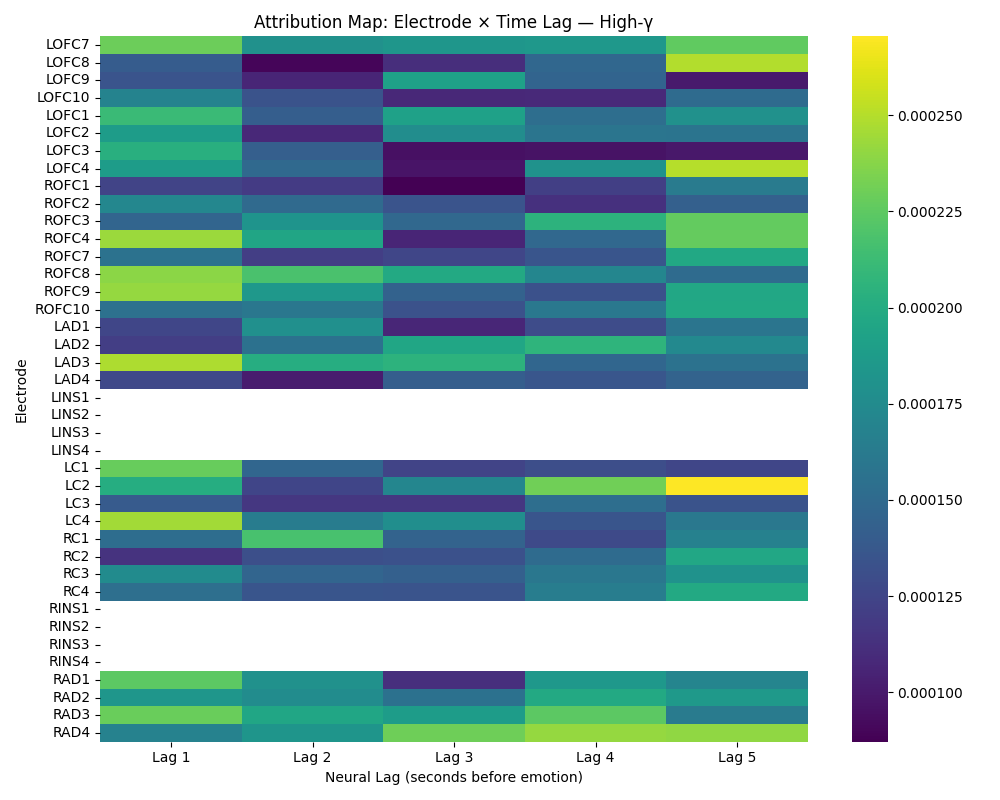 Attribution Map: Electrode × Time Lag — High-γ
LOFC7
LOFC8
LOFC9
LOFC10
LOFC1
LOFC2
LOFC3
LOFC4
ROFC1
ROFC2
ROFC3
ROFC4
ROFC7
ROFC8
ROFC9
ROFC10
LAD1
LAD2
LAD3
LAD4
LINS1
LINS2
LINS3
LINS4
LC1
LC2
LC3
LC4
RC1
RC2
RC3
RC4
RINS1
RINS2
RINS3
RINS4
RAD1
RAD2
RAD3
RAD4
Electrode
Lag 1 Lag 2 Lag 3 Lag 4 Lag 5
Neural Lag (seconds before emotion)
0.000250
0.000225
0.000200
0.000175
0.000150
0.000125
0.000100